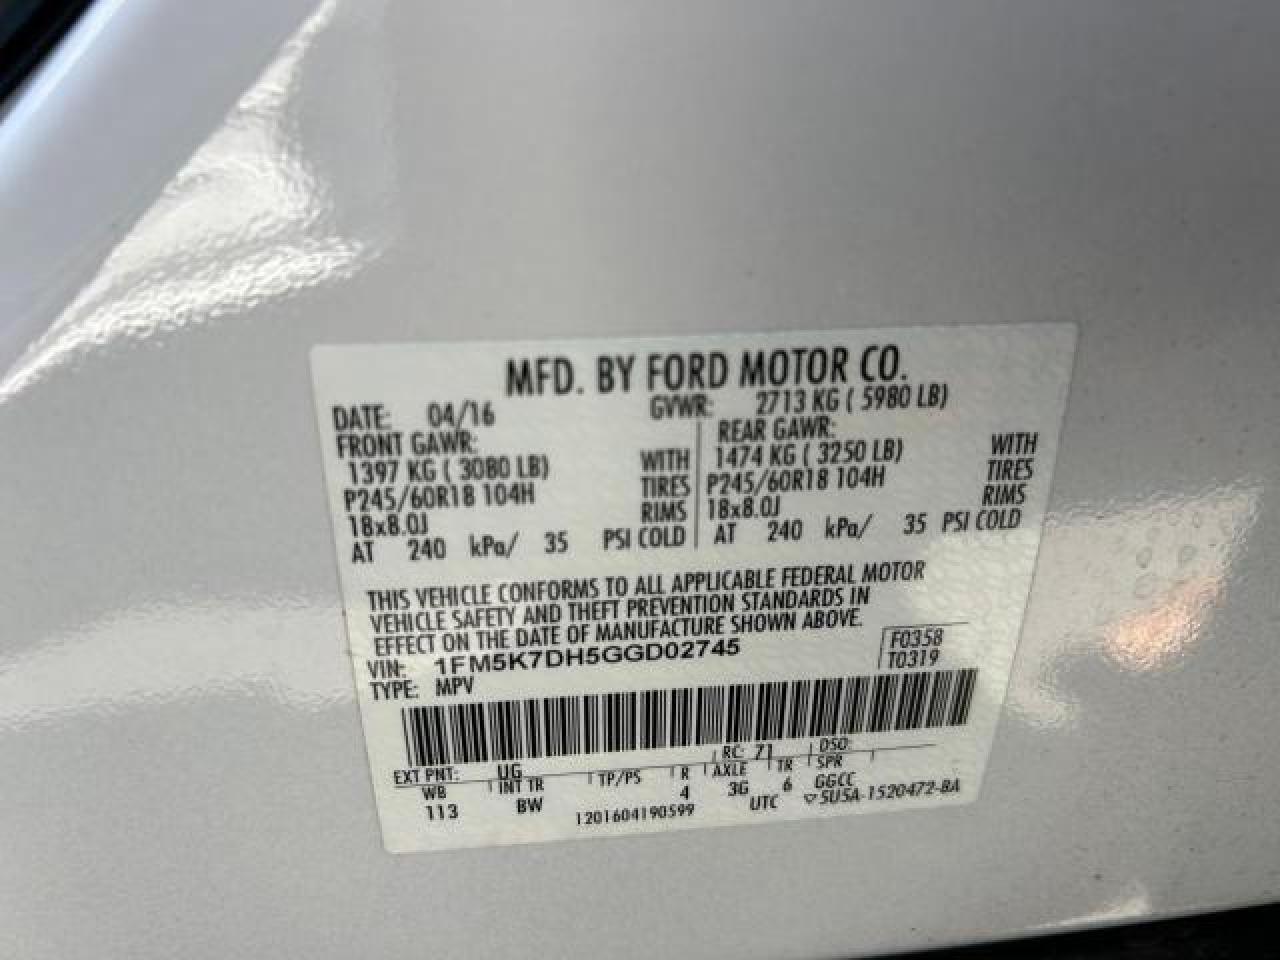 MFD. BY FORD MOTOR CO.
DATE: 04/16 GVWR: 2713 KG ( 5980 LB)
FRONT GAWR: REAR GAWR:
1397 KG ( 3080 LB) WITH 1474 KG ( 3250 LB) WITH
P245/60R18 104H TIRES P245/60R18 104H TIRES
18x8.0J RIMS 18x8.0J RIMS
AT 240 kPa/ 35 PSI COLD AT 240 kPa/ 35 PSI COLD
THIS VEHICLE CONFORMS TO ALL APPLICABLE FEDERAL MOTOR
VEHICLE SAFETY AND THEFT PREVENTION STANDARDS IN
EFFECT ON THE DATE OF MANUFACTURE SHOWN ABOVE.
VIN: 1FM5K7DH5GGD02745 F0358
TYPE: MPV T0319
EXT PNT: UG RC: 71 DSO:
WB INT TR TP/PS R AXLE TR SPR
113 BW 4 3G 6 GGCC
1201604190599 UTC ▽5U5A-1520472-BA